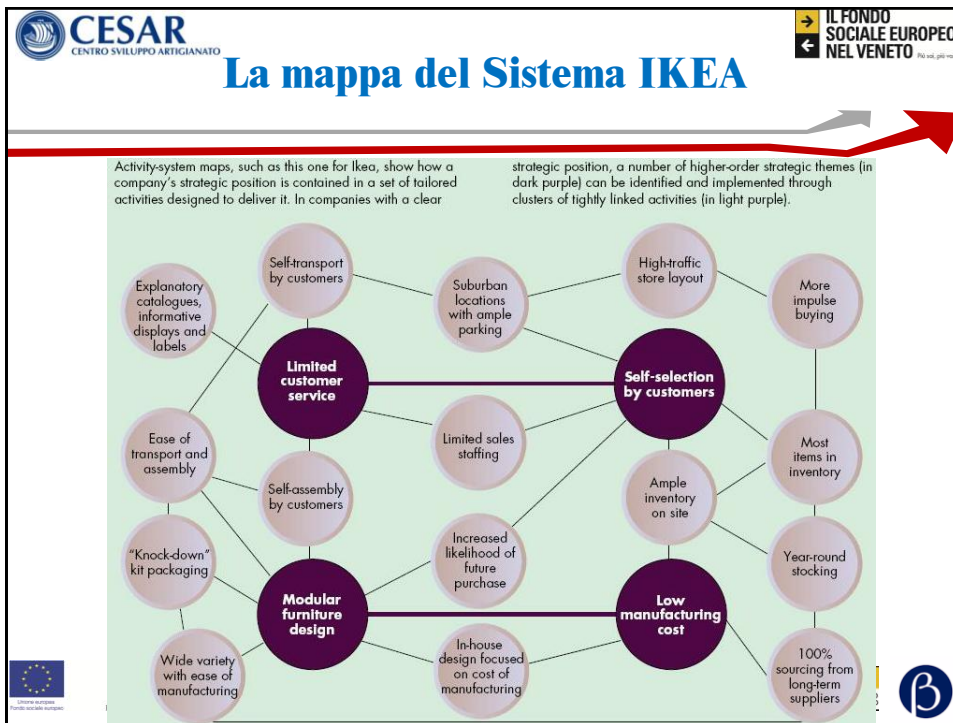 CESAR
CENTRO SVILUPPO ARTIGIANATO
IL FONDO
SOCIALE EUROPEO
NEL VENETO
La mappa del Sistema IKEA
Activity-system maps, such as this one for Ikea, show how a
company's strategic position is contained in a set of tailored
activities designed to deliver it. In companies with a clear
strategic position, a number of higher-order strategic themes (in
dark purple) can be identified and implemented through
clusters of tightly linked activities (in light purple).
Self-transport
by customers
High-traffic
store layout
Explanatory
catalogues,
informative
displays and
labels
Suburban
locations
with ample
parking
More
impulse
buying
Limited
customer
service
Self-selection
by customers
Ease of
transport and
assembly
Limited sales
staffing
Most
items in
inventory
Self-assembly
by customers
Ample
inventory
on site
"Knock-down"
kit packaging
Increased
likelihood of
future
purchase
Year-round
stocking
Modular
furniture
design
Low
manufacturing
cost
Wide variety
with ease of
manufacturing
In-house
design focused
on cost of
manufacturing
100%
sourcing from
long-term
suppliers
Unione europea
Fondo sociale europeo
β